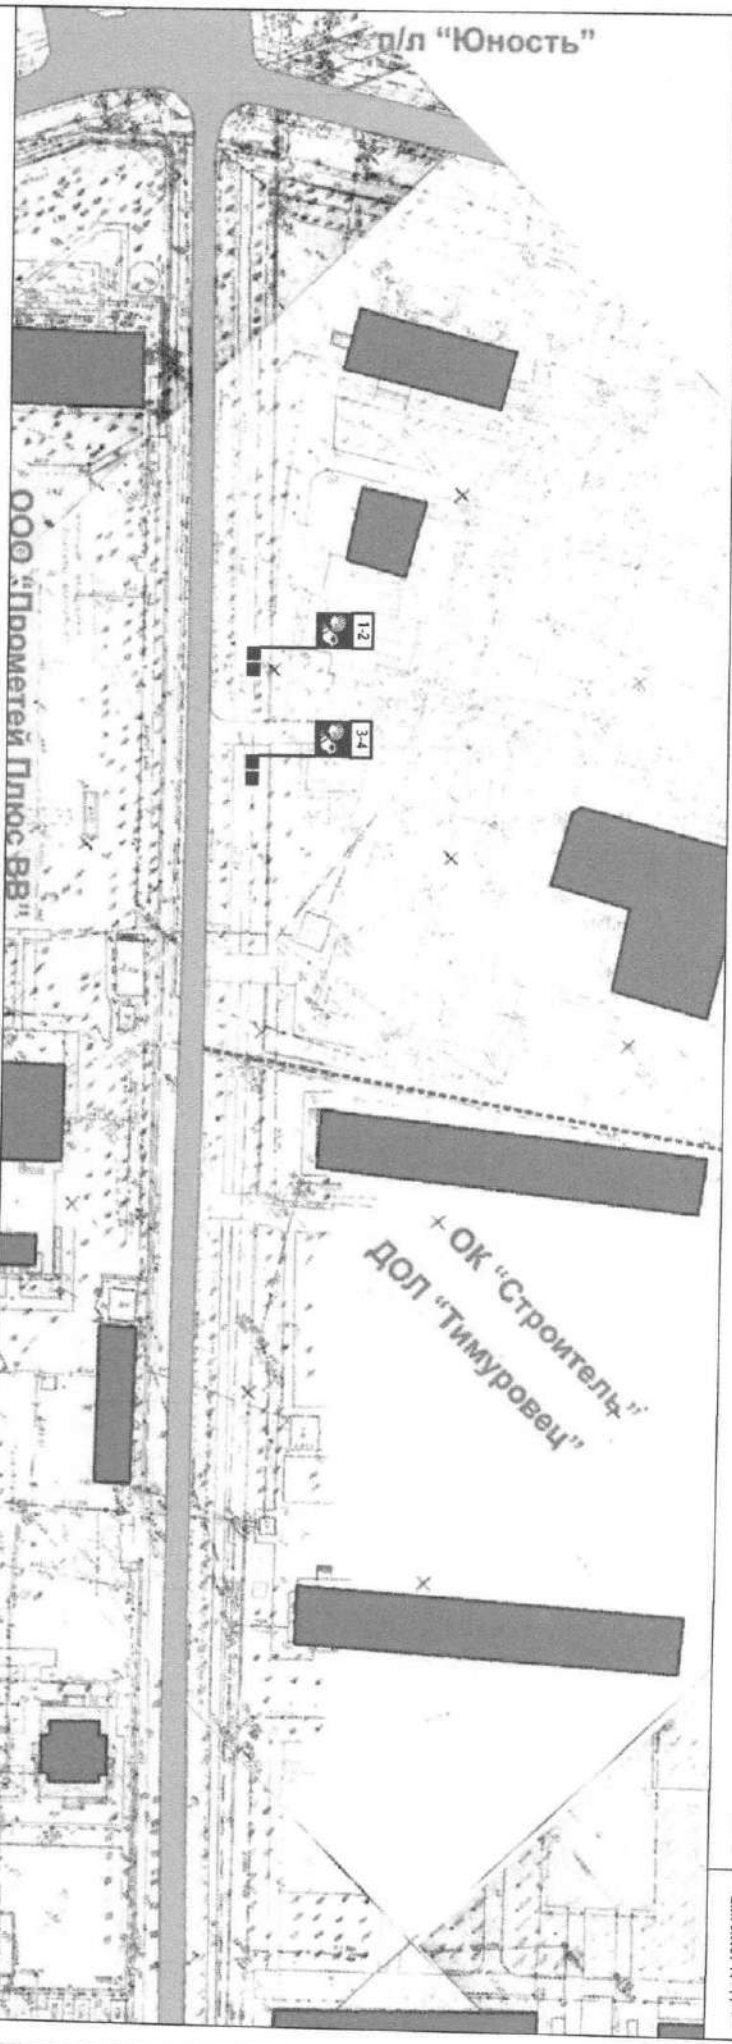 п/л “Юность”
1-2
3-4
ООО “Прометей Плюс ВВ”
ОК “Строитель”
ДОЛ “Тимуровец”